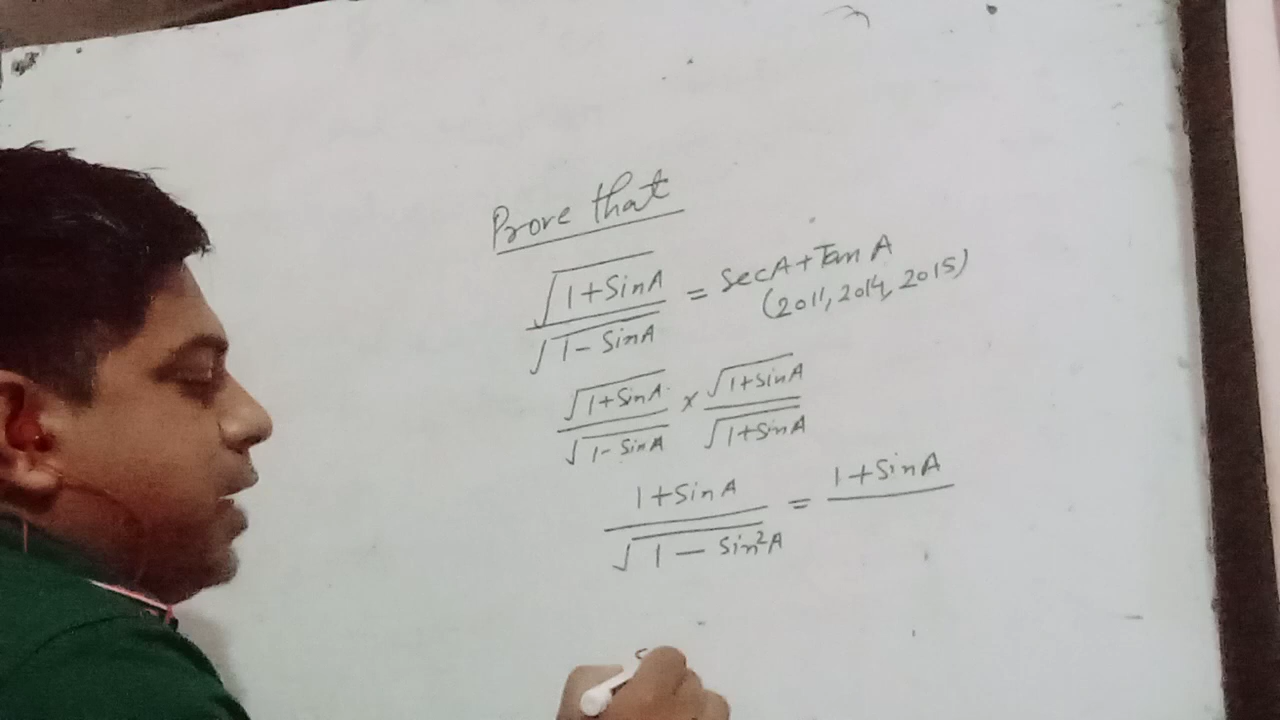 Prove that
√1+SinA / √1-SinA = SecA+TanA
(2011, 2014, 2015)
√1+SinA / √1-SinA × √1+SinA / √1+SinA
1+SinA / √1-Sin²A = 1+SinA